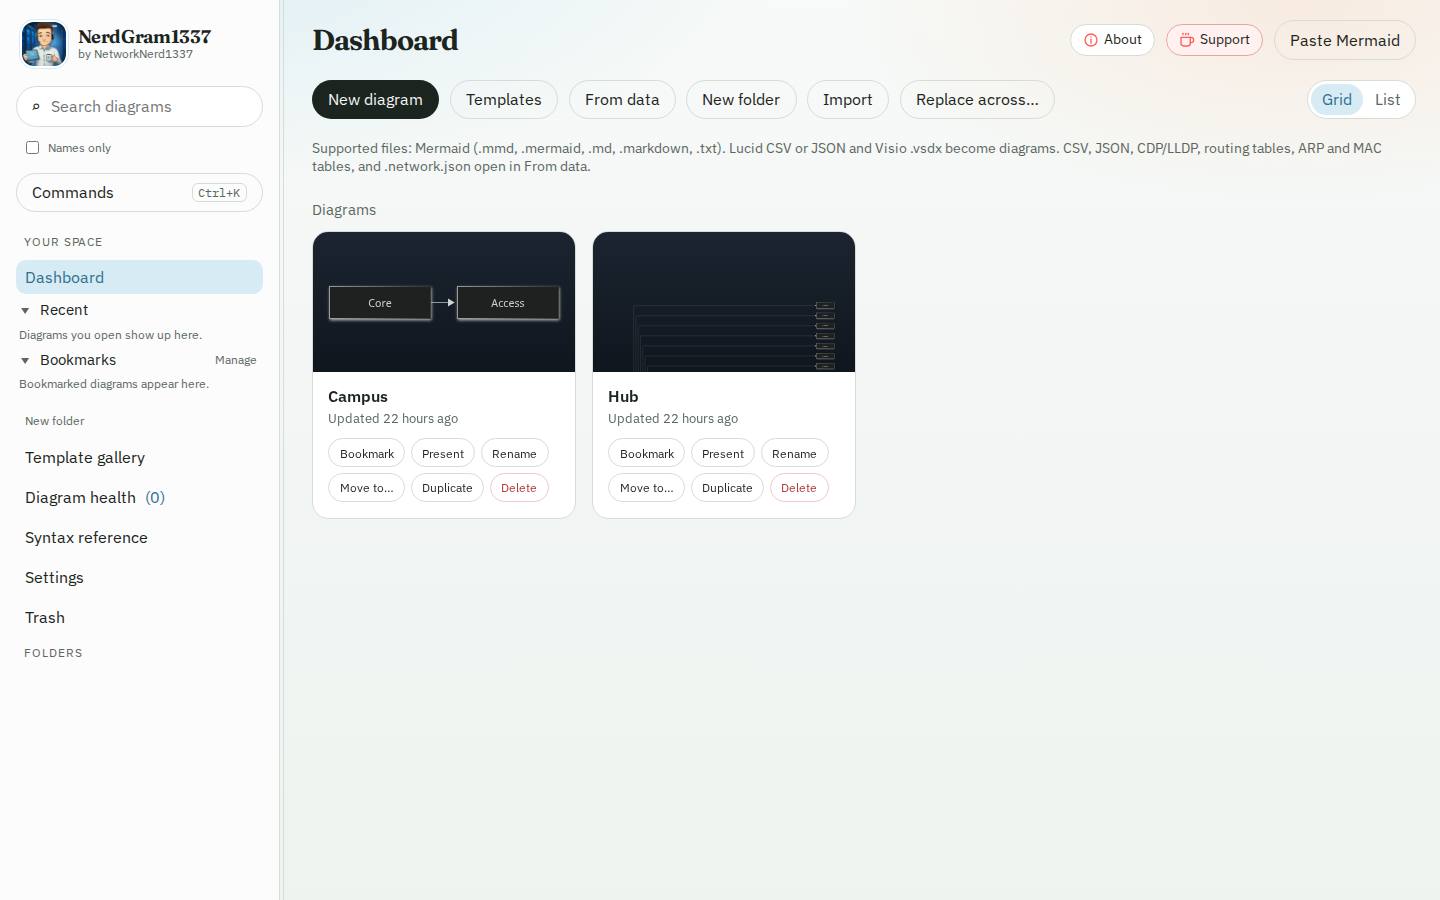 NerdGram1337
by NetworkNerd1337
Search diagrams
Names only
Commands Ctrl+K
YOUR SPACE
Dashboard
Recent
Diagrams you open show up here.
Bookmarks Manage
Bookmarked diagrams appear here.
New folder
Template gallery
Diagram health (0)
Syntax reference
Settings
Trash
FOLDERS
Dashboard
About Support Paste Mermaid
New diagram Templates From data New folder Import Replace across... Grid List
Supported files: Mermaid (.mmd, .mermaid, .md, .markdown, .txt). Lucid CSV or JSON and Visio .vsdx become diagrams. CSV, JSON, CDP/LLDP, routing tables, ARP and MAC
tables, and .network.json open in From data.
Diagrams
Core Access
Campus
Updated 22 hours ago
Bookmark Present Rename
Move to... Duplicate Delete
Hub
Updated 22 hours ago
Bookmark Present Rename
Move to... Duplicate Delete